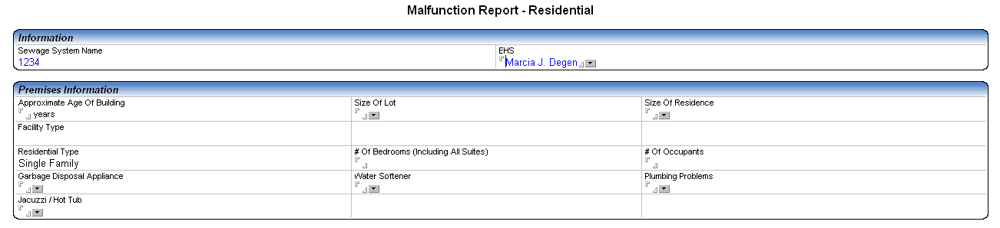 Malfunction Report - Residential
Information
Sewage System Name
EHS
1234
Marcia J. Degen
Premises Information
Approximate Age Of Building
Size Of Lot
Size Of Residence
years
Facility Type
Residential Type
# Of Bedrooms (Including All Suites)
# Of Occupants
Single Family
Garbage Disposal Appliance
Water Softener
Plumbing Problems
Jacuzzi / Hot Tub